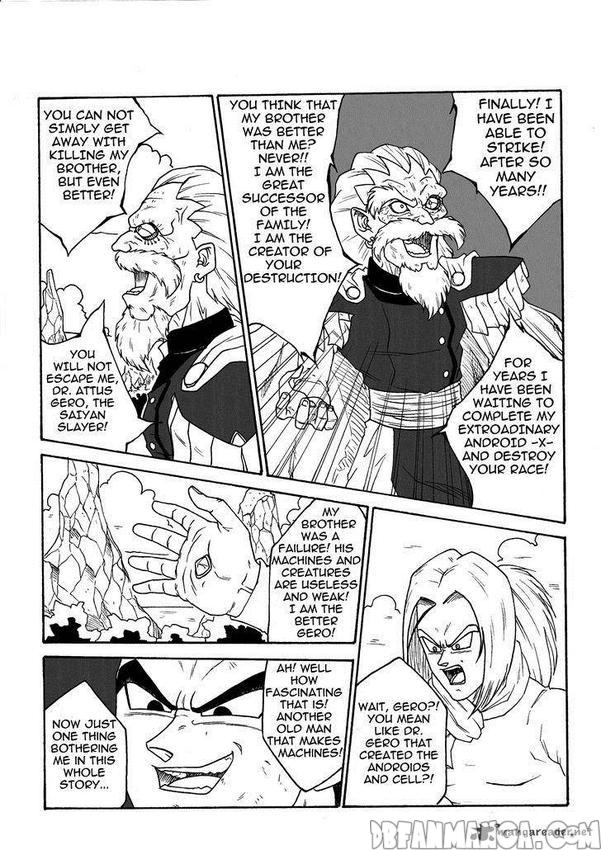 YOU CAN NOT
SIMPLY GET
AWAY WITH
KILLING MY
BROTHER,
BUT EVEN
BETTER!
YOU WILL
NOT
ESCAPE ME,
DR. ATTUS
GERO, THE
SAIYAN
SLAYER!
YOU THINK THAT
MY BROTHER
WAS BETTER
THAN ME?
NEVER!!
I AM THE
GREAT
SUCCESSOR
OF THE
FAMILY!
I AM THE
CREATOR OF
YOUR
DESTRUCTION!
FINALLY! I
HAVE BEEN
ABLE TO
STRIKE!
AFTER SO
MANY
YEARS!!
FOR YEARS I
HAVE BEEN
WAITING TO
COMPLETE MY
EXTROADINARY
ANDROID -X-
AND DESTROY
YOUR RACE!
MY
BROTHER
WAS A
FAILURE! HIS
MACHINES AND
CREATURES
ARE USELESS
AND WEAK!
I AM THE
BETTER
GERO!
WAIT, GERO?!
YOU MEAN
LIKE DR.
GERO THAT
CREATED THE
ANDROIDS
AND CELL?!
AH! WELL
HOW
FASCINATING
THAT IS!
ANOTHER
OLD MAN
THAT MAKES
MACHINES!
NOW JUST
ONE THING
BOTHERING
ME IN THIS
WHOLE
STORY...
mangareader.net
DBFANMANGA.COM